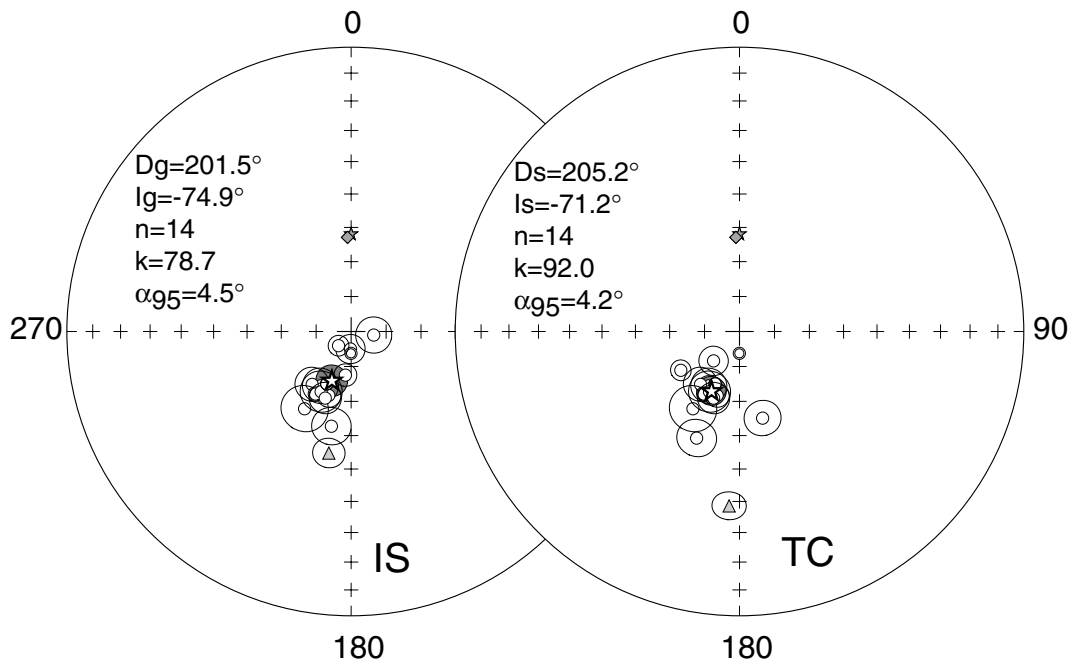 0
0
Dg=201.5°
Ig=-74.9°
n=14
k=78.7
α95=4.5°
Ds=205.2°
Is=-71.2°
n=14
k=92.0
α95=4.2°
270
90
IS
TC
180
180